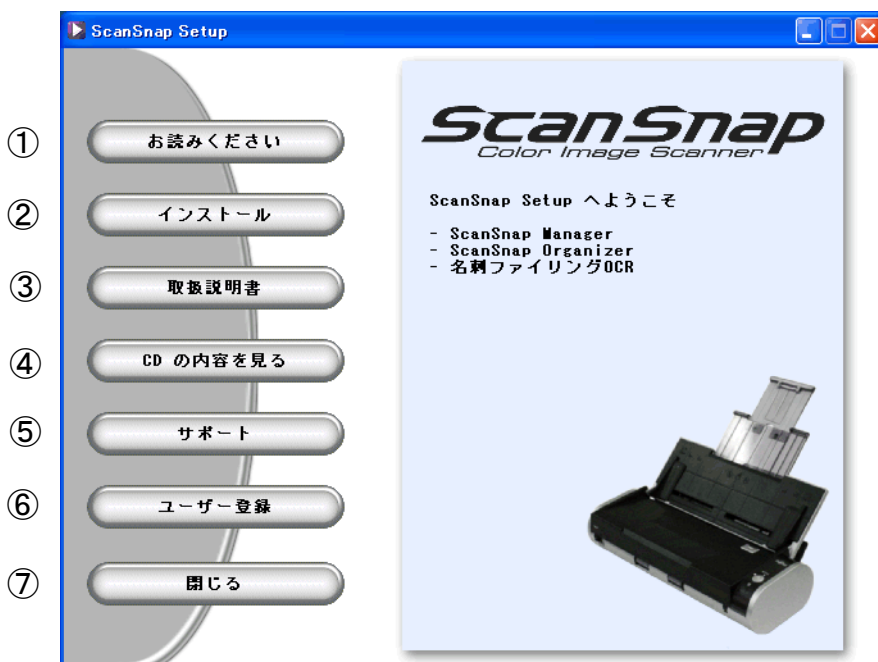 ScanSnap Setup
① お読みください
② インストール
③ 取扱説明書
④ CD の内容を見る
⑤ サポート
⑥ ユーザー登録
⑦ 閉じる
ScanSnap
Color Image Scanner
ScanSnap Setup へようこそ
- ScanSnap Manager
- ScanSnap Organizer
- 名刺ファイリングOCR